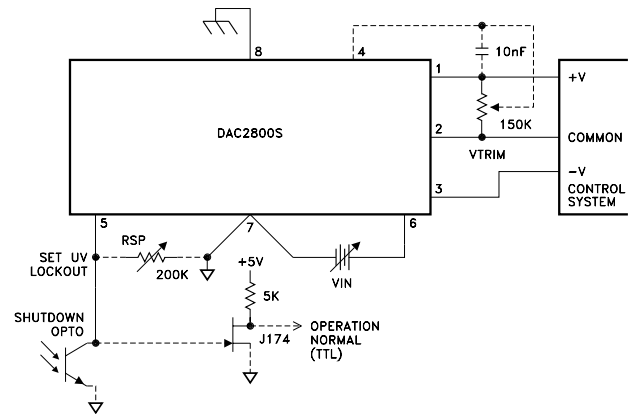 8
4
10nF
1
+V
DAC2800S
150K
2
COMMON
VTRIM
-V
3
CONTROL
SYSTEM
5
7
6
SET UV
LOCKOUT
RSP
200K
+5V
VIN
5K
SHUTDOWN
OPTO
J174
OPERATION
NORMAL
(TTL)